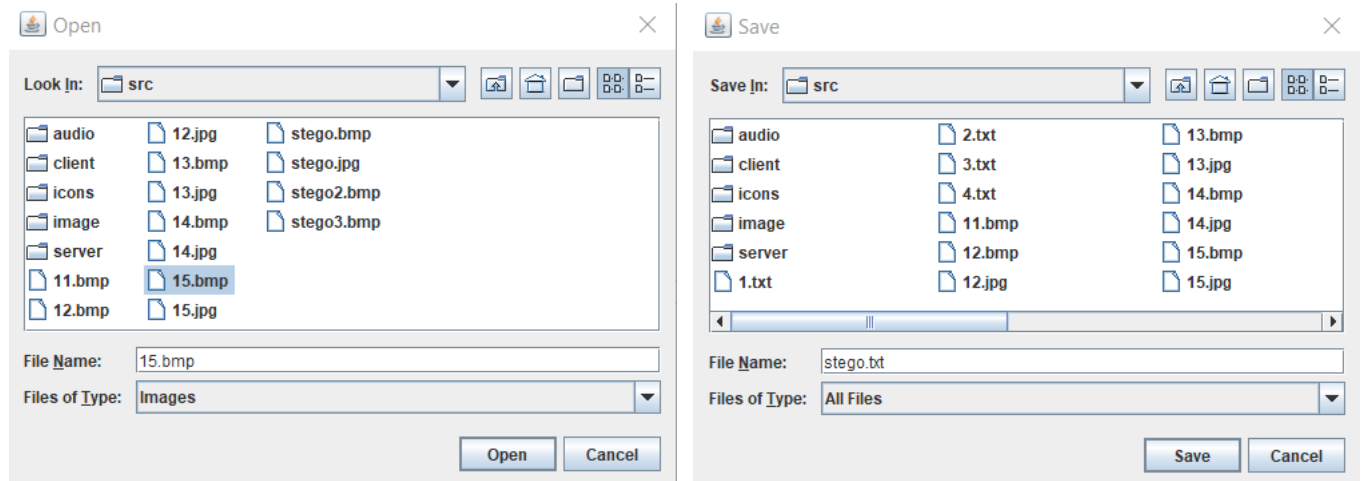 Open
Look In: src
audio 12.jpg stego.bmp
client 13.bmp stego.jpg
icons 13.jpg stego2.bmp
image 14.bmp stego3.bmp
server 14.jpg
11.bmp 15.bmp
12.bmp 15.jpg
File Name: 15.bmp
Files of Type: Images
Open Cancel
Save
Save In: src
audio 2.txt 13.bmp
client 3.txt 13.jpg
icons 4.txt 14.bmp
image 11.bmp 14.jpg
server 12.bmp 15.bmp
1.txt 12.jpg 15.jpg
File Name: stego.txt
Files of Type: All Files
Save Cancel